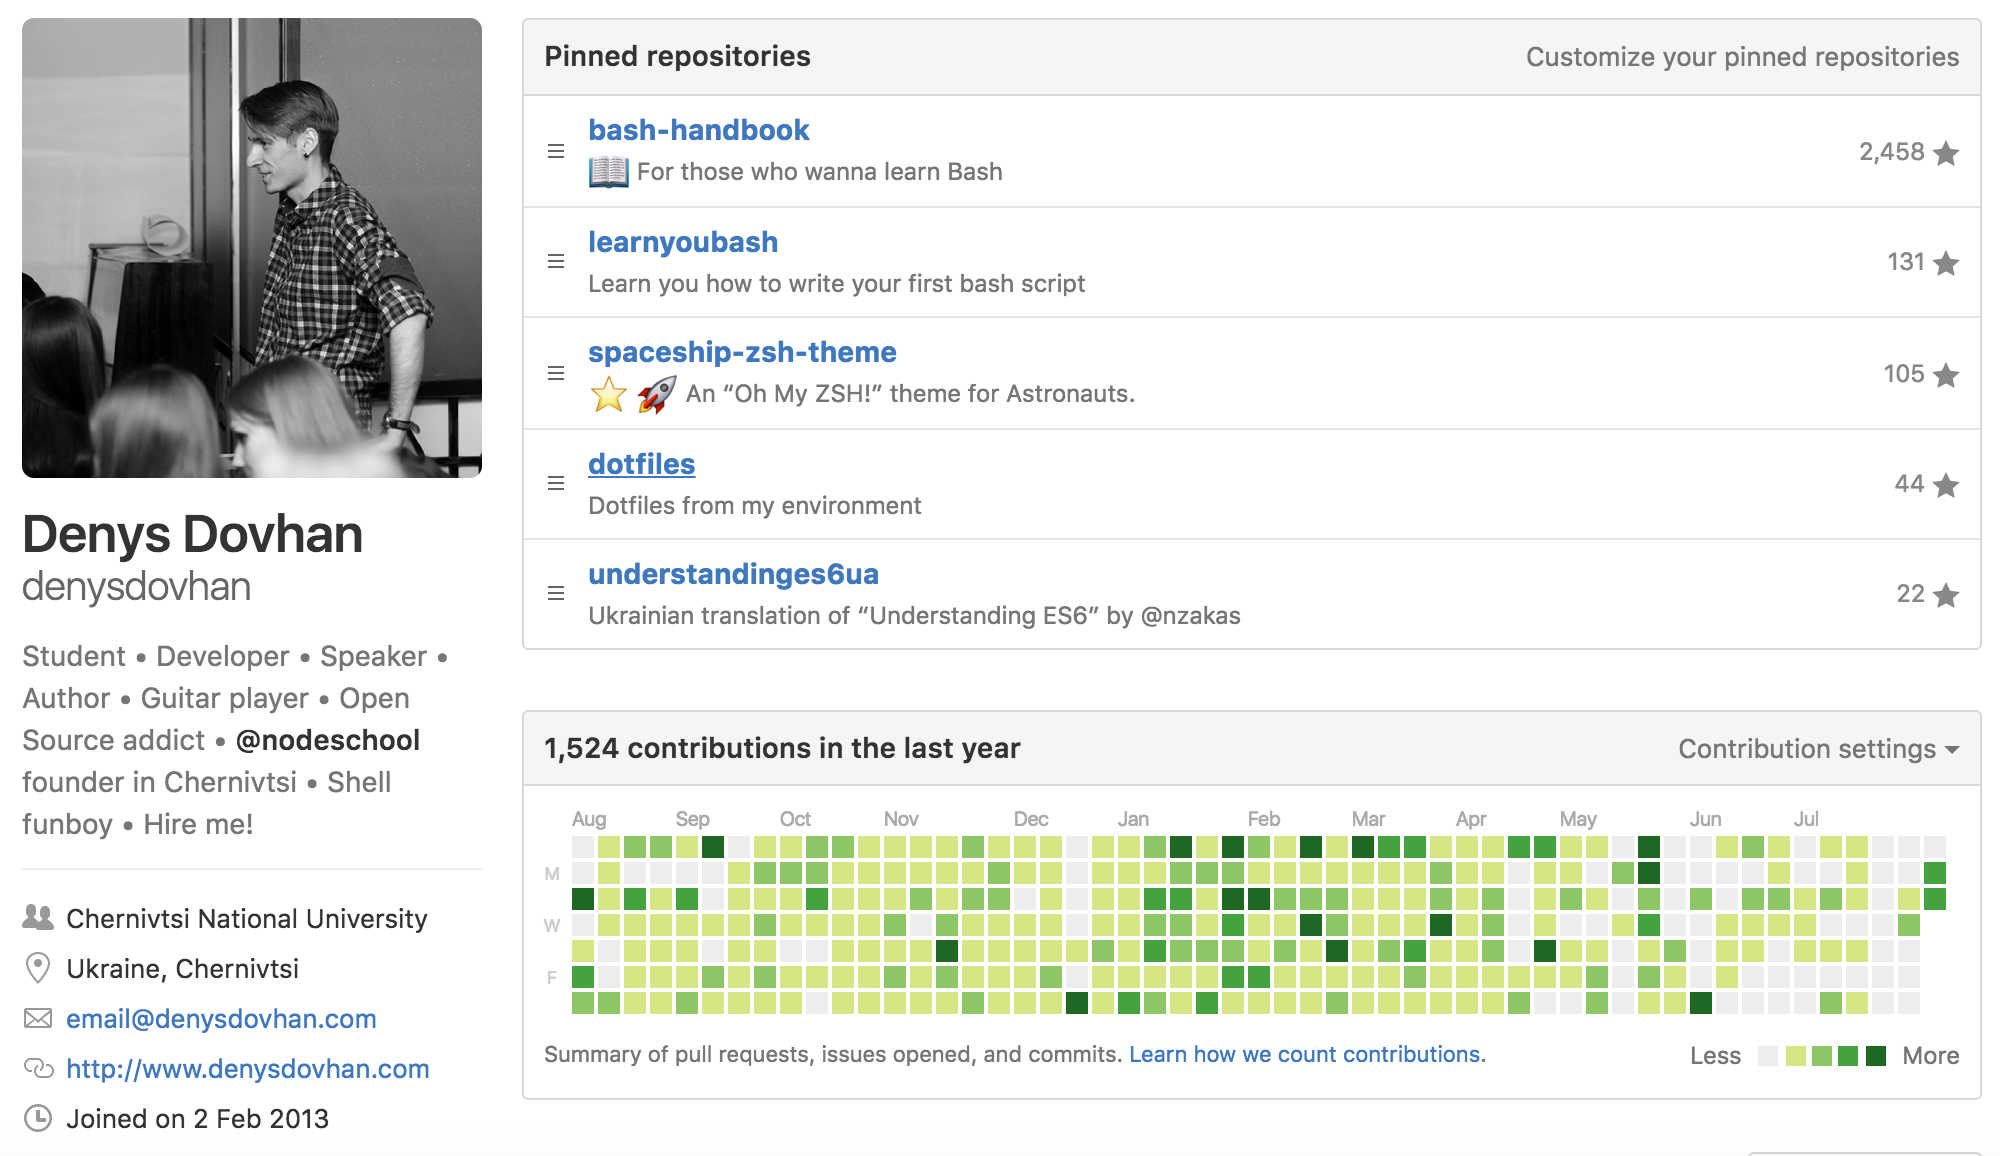 Pinned repositories
Customize your pinned repositories
bash-handbook
For those who wanna learn Bash
2,458
learnyoubash
Learn you how to write your first bash script
131
spaceship-zsh-theme
An “Oh My ZSH!” theme for Astronauts.
105
dotfiles
Dotfiles from my environment
44
understandinges6ua
Ukrainian translation of “Understanding ES6” by @nzakas
22
Denys Dovhan
denysdovhan
Student • Developer • Speaker •
Author • Guitar player • Open
Source addict • @nodeschool
founder in Chernivtsi • Shell
funboy • Hire me!
Chernivtsi National University
Ukraine, Chernivtsi
email@denysdovhan.com
http://www.denysdovhan.com
Joined on 2 Feb 2013
1,524 contributions in the last year
Contribution settings
Aug Sep Oct Nov Dec Jan Feb Mar Apr May Jun Jul
M
W
F
Summary of pull requests, issues opened, and commits. Learn how we count contributions.
Less More